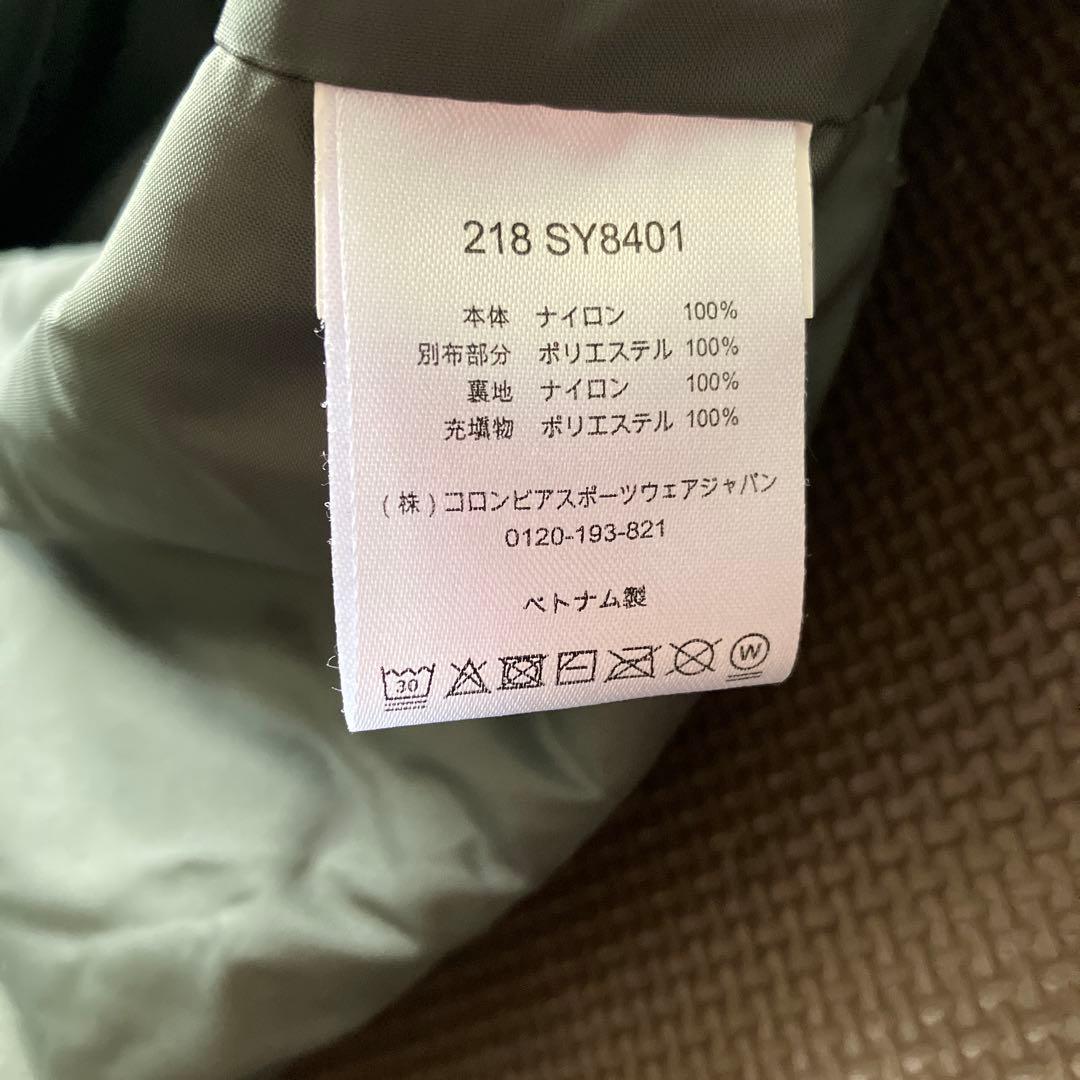 218 SY8401
本体 ナイロン 100%
別布部分 ポリエステル 100%
裏地 ナイロン 100%
充塡物 ポリエステル 100%
(株)コロンビアスポーツウェアジャパン
0120-193-821
ベトナム製
30 W